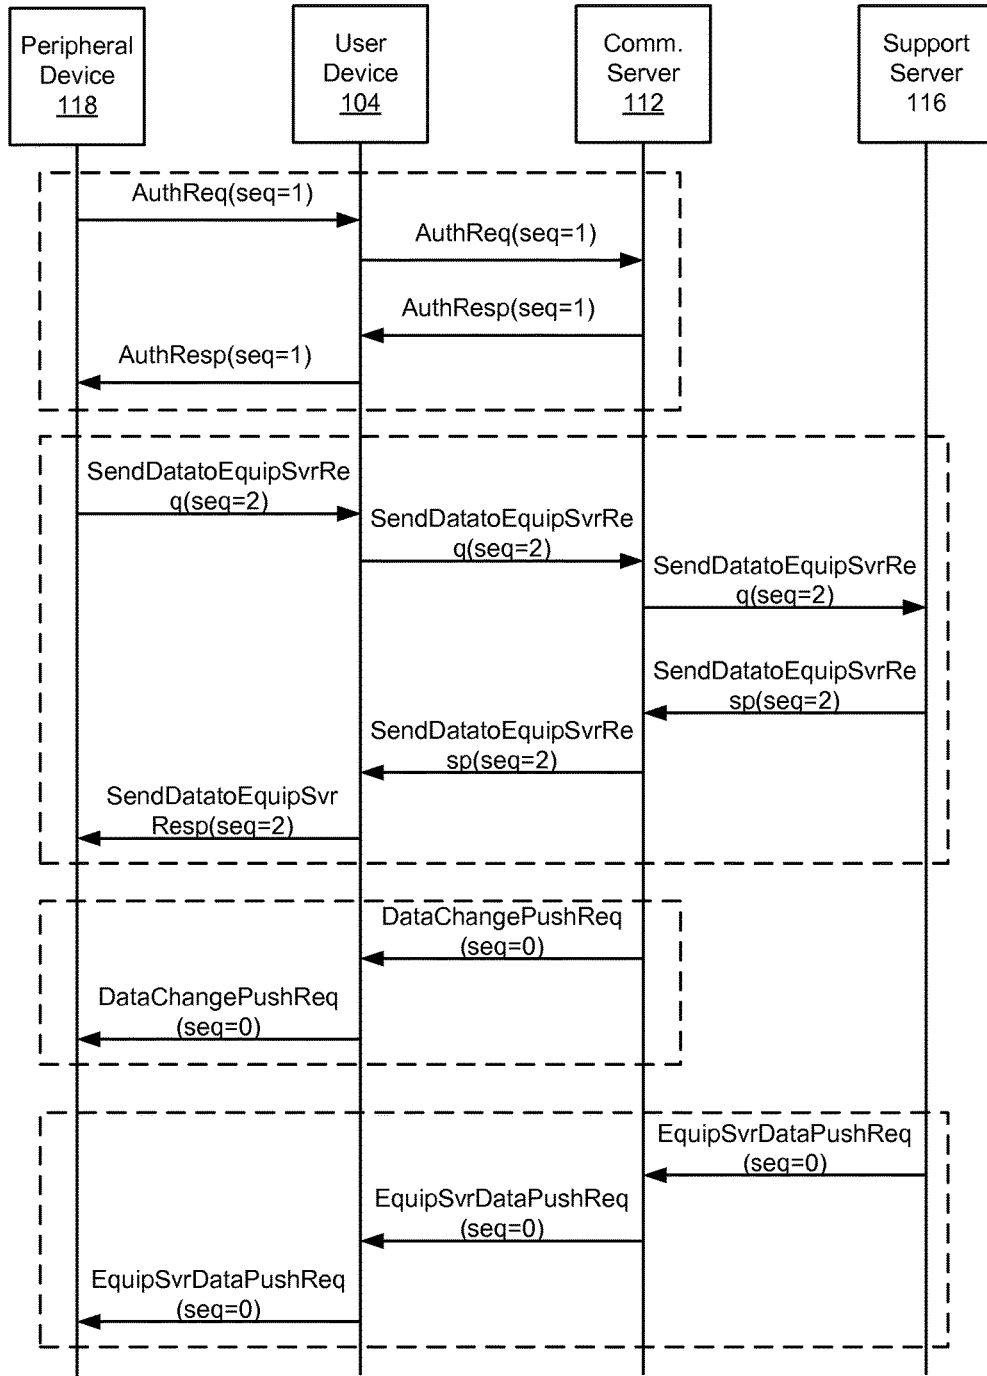 Peripheral
Device
118
User
Device
104
Comm.
Server
112
Support
Server
116
AuthReq(seq=1)
AuthReq(seq=1)
AuthResp(seq=1)
AuthResp(seq=1)
SendDatatoEquipSvrRe
q(seq=2)
SendDatatoEquipSvrRe
q(seq=2)
SendDatatoEquipSvrRe
q(seq=2)
SendDatatoEquipSvrRe
sp(seq=2)
SendDatatoEquipSvrRe
sp(seq=2)
SendDatatoEquipSvr
Resp(seq=2)
DataChangePushReq
(seq=0)
DataChangePushReq
(seq=0)
EquipSvrDataPushReq
(seq=0)
EquipSvrDataPushReq
(seq=0)
EquipSvrDataPushReq
(seq=0)